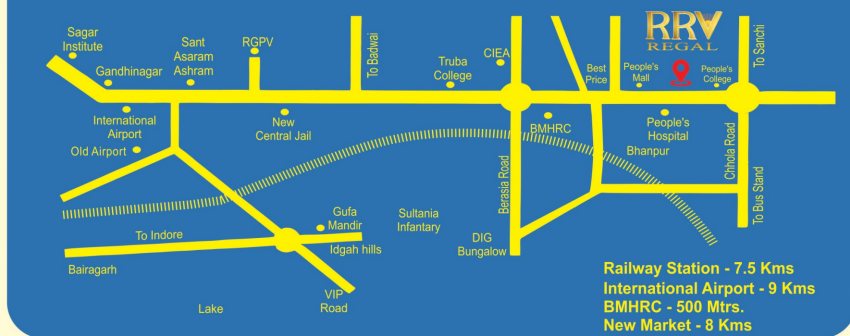 RRV
REGAL
Sagar
Institute
Gandhinagar
Sant
Asaram
Ashram
RGPV
To Badwai
Truba
College
CIEA
Best
Price
People's
Mall
People's
College
To Sanchi
International
Airport
Old Airport
New
Central Jail
BMHRC
People's
Hospital
Bhanpur
Chhola Road
Berasia Road
To Bus Stand
Gufa
Mandir
Sultania
Infantary
To Indore
Idgah hills
DIG
Bungalow
Bairagarh
VIP
Road
Lake
Railway Station - 7.5 Kms
International Airport - 9 Kms
BMHRC - 500 Mtrs.
New Market - 8 Kms